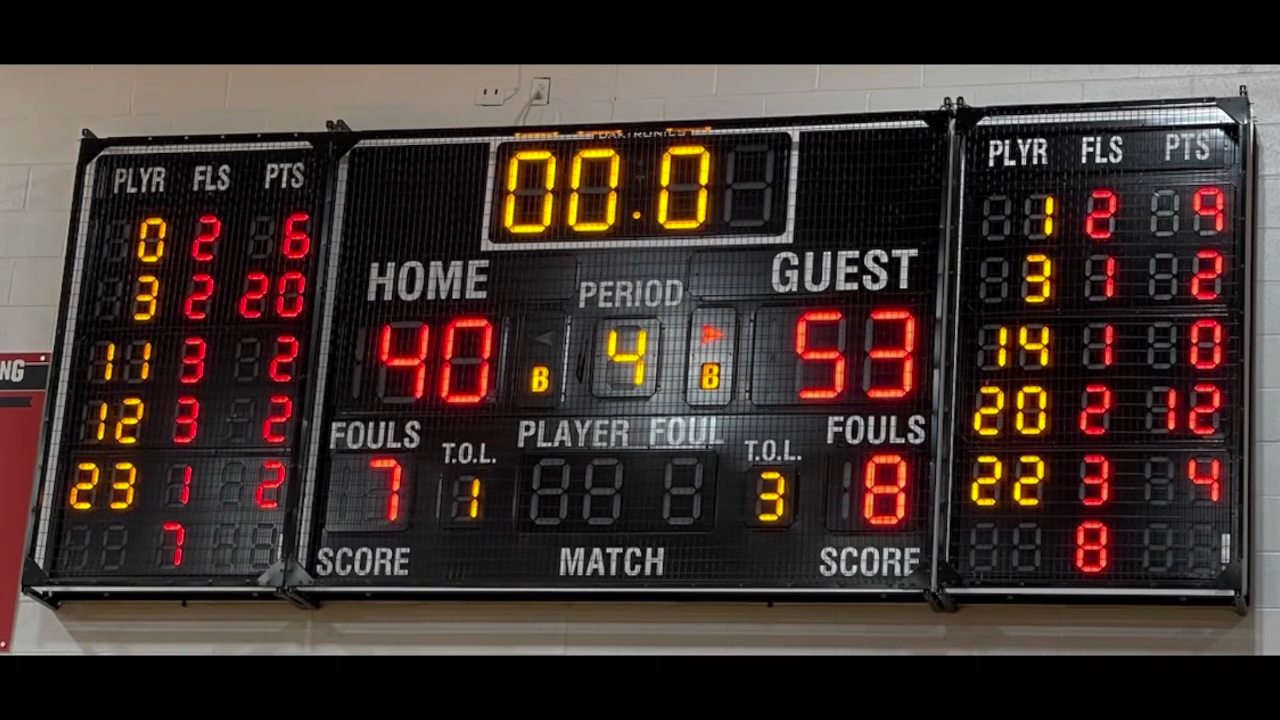 DAKTRONICS
00.0
PLYR FLS PTS
0 2 6
3 2 20
11 3 2
12 3 2
23 1 2
7
HOME PERIOD GUEST
40 B 4 B 53
FOULS T.O.L. PLAYER FOUL T.O.L. FOULS
7 1 3 8
SCORE MATCH SCORE
PLYR FLS PTS
1 2 9
3 1 2
14 1 0
20 2 12
22 3 4
8
NG